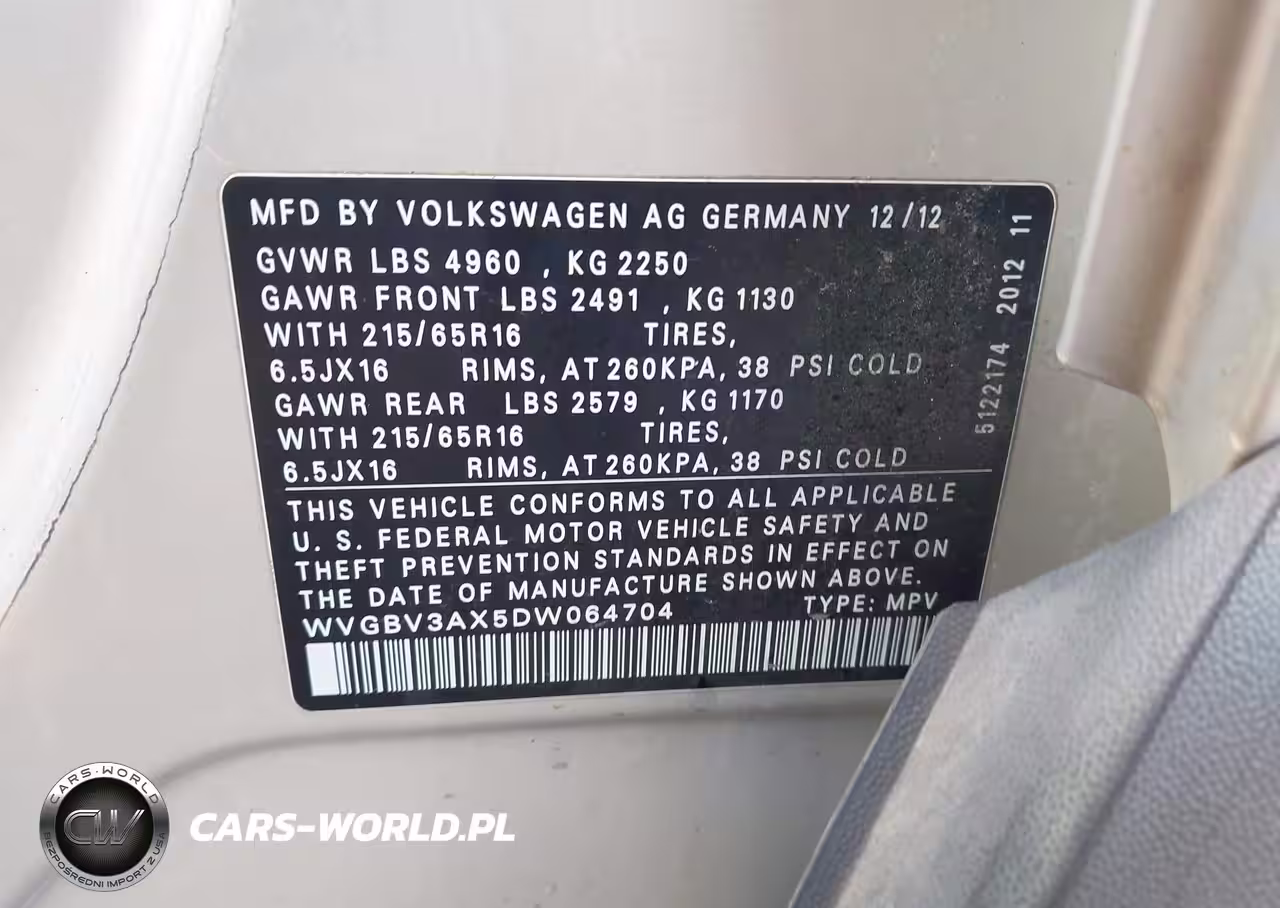 MFD BY VOLKSWAGEN AG GERMANY 12/12
GVWR LBS 4960 , KG 2250
GAWR FRONT LBS 2491 , KG 1130
WITH 215/65R16 TIRES,
6.5JX16 RIMS, AT 260KPA, 38 PSI COLD
GAWR REAR LBS 2579 , KG 1170
WITH 215/65R16 TIRES,
6.5JX16 RIMS, AT 260KPA, 38 PSI COLD
5122174 2012 11
THIS VEHICLE CONFORMS TO ALL APPLICABLE
U. S. FEDERAL MOTOR VEHICLE SAFETY AND
THEFT PREVENTION STANDARDS IN EFFECT ON
THE DATE OF MANUFACTURE SHOWN ABOVE.
WVGBV3AX5DW064704 TYPE: MPV
CARS-WORLD
CW
BEZPOŚREDNI IMPORT Z USA
CARS-WORLD.PL